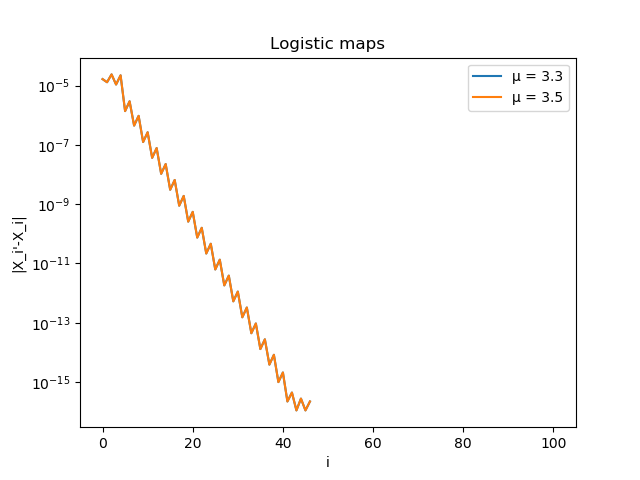 Logistic maps
μ = 3.3
μ = 3.5
10⁻⁵
10⁻⁷
10⁻⁹
10⁻¹¹
10⁻¹³
10⁻¹⁵
|X_i'-X_i|
0 20 40 60 80 100
i